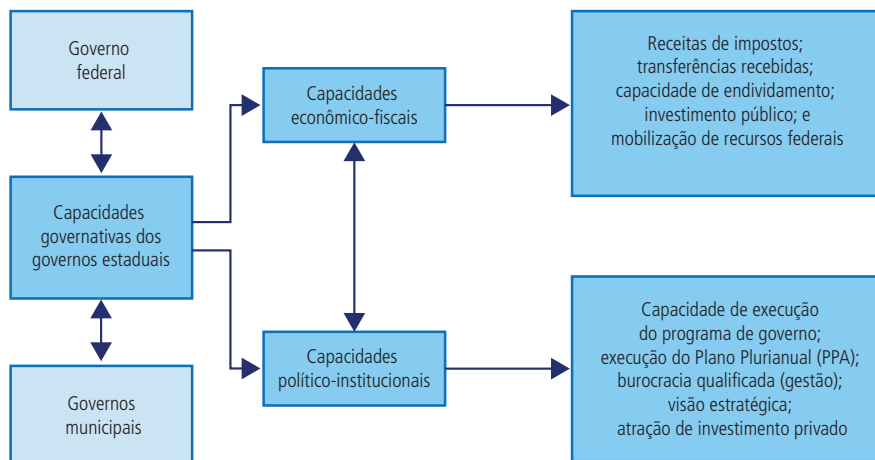 Governo
federal
Capacidades
governativas dos
governos estaduais
Governos
municipais
Capacidades
econômico-fiscais
Capacidades
político-institucionais
Receitas de impostos;
transferências recebidas;
capacidade de endividamento;
investimento público; e
mobilização de recursos federais
Capacidade de execução
do programa de governo;
execução do Plano Plurianual (PPA);
burocracia qualificada (gestão);
visão estratégica;
atração de investimento privado